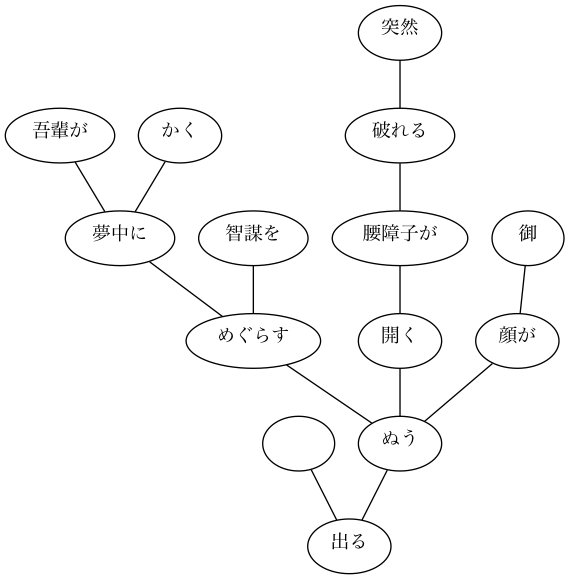 突然
吾輩が
かく
破れる
夢中に
智謀を
腰障子が
御
めぐらす
開く
顔が
ぬう
出る